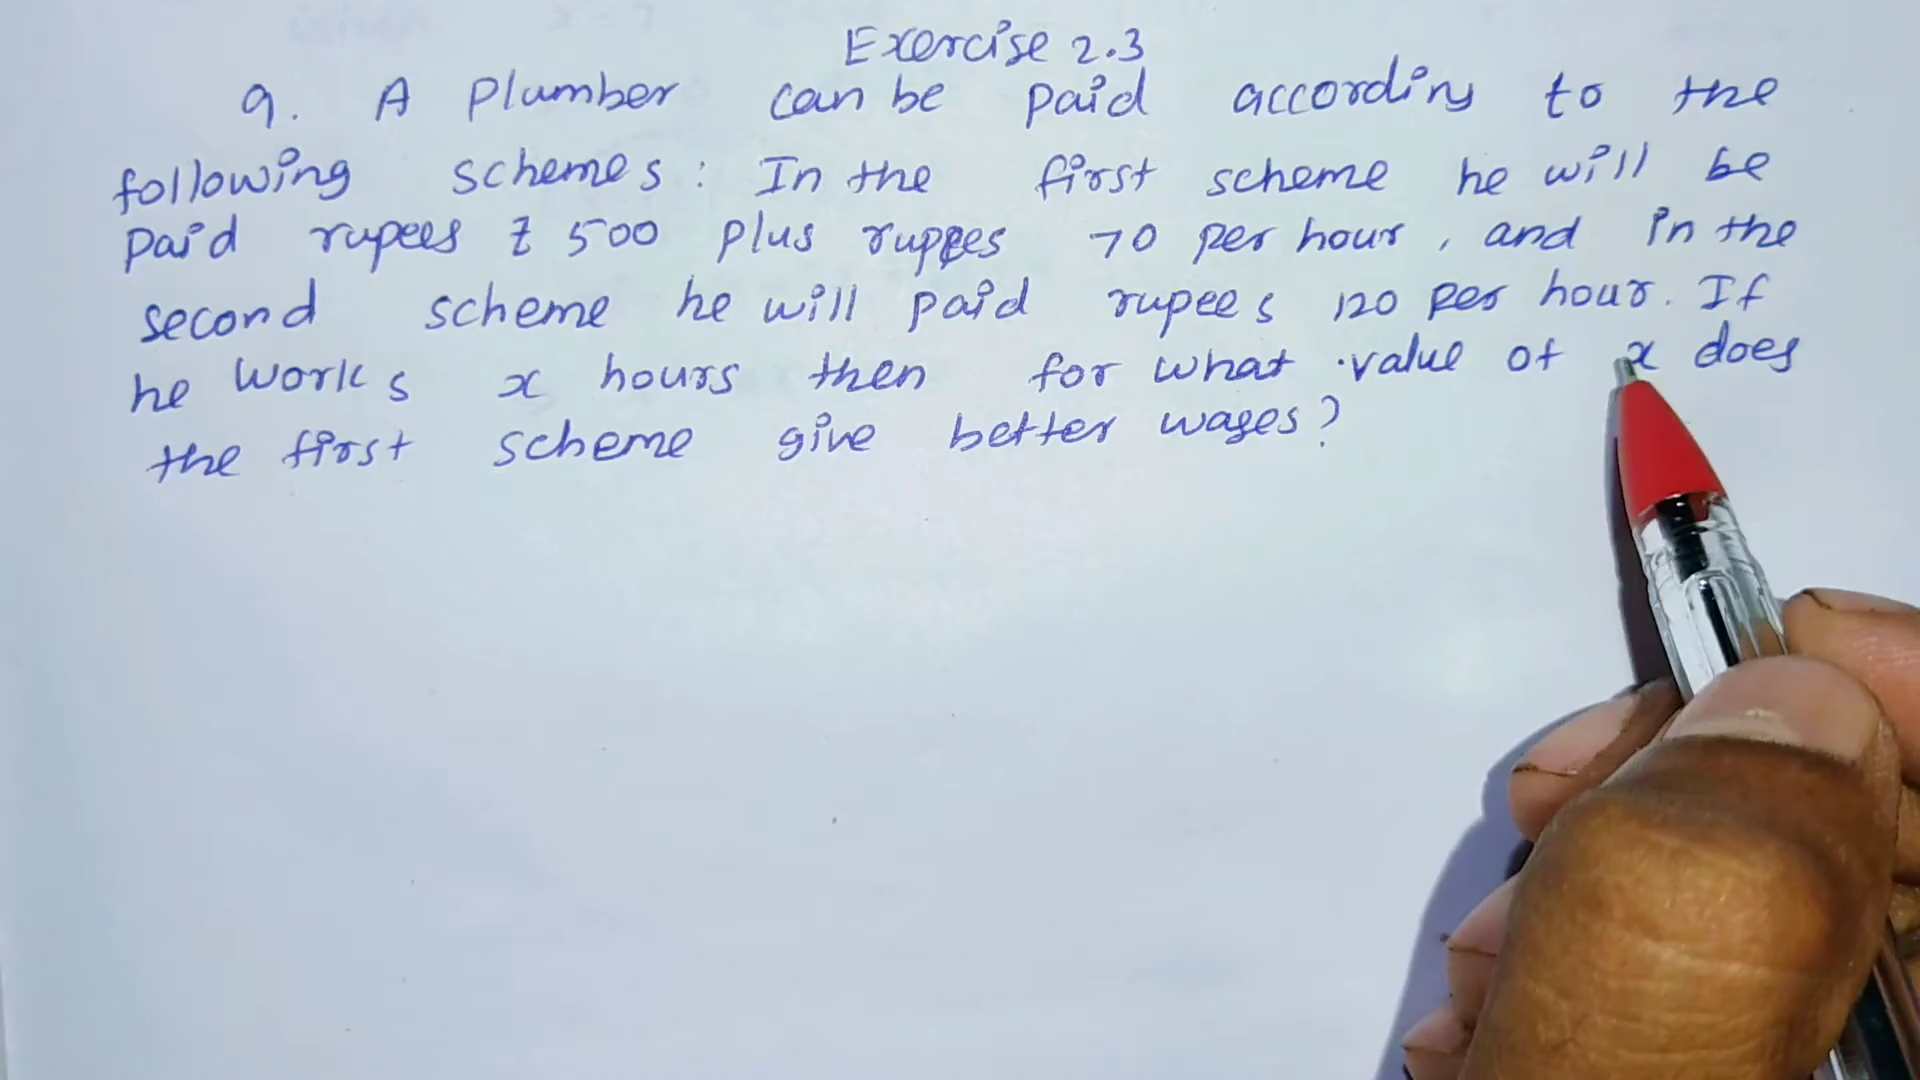 Exercise 2.3
9. A Plumber can be paid according to the
following schemes: In the first scheme he will be
paid rupees ₹ 500 plus rupees 70 per hour, and in the
second scheme he will paid rupees 120 per hour. If
he works x hours then for what value of x does
the first scheme give better wages?